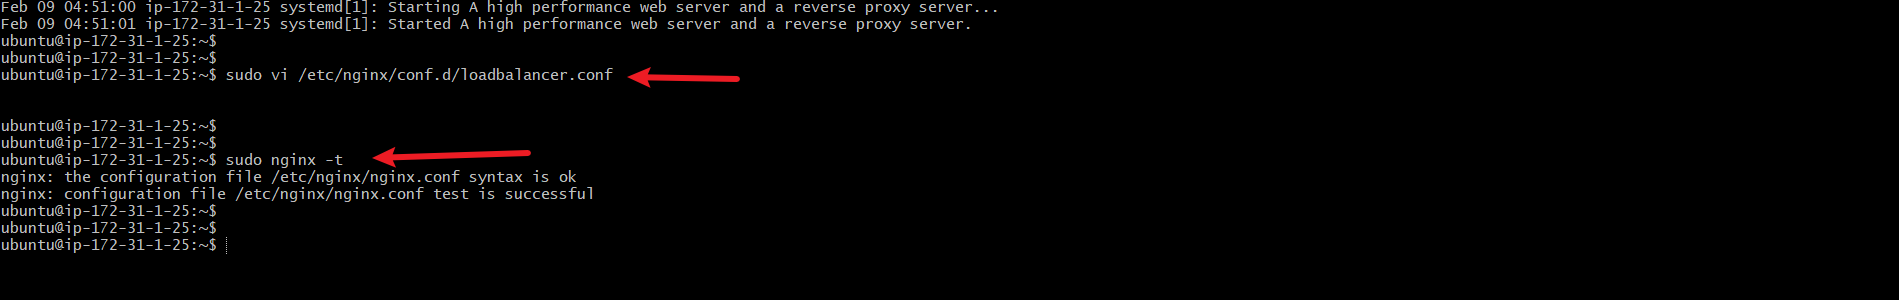 Feb 09 04:51:00 ip-172-31-1-25 systemd[1]: Starting A high performance web server and a reverse proxy server...
Feb 09 04:51:01 ip-172-31-1-25 systemd[1]: Started A high performance web server and a reverse proxy server.
ubuntu@ip-172-31-1-25:~$
ubuntu@ip-172-31-1-25:~$
ubuntu@ip-172-31-1-25:~$ sudo vi /etc/nginx/conf.d/loadbalancer.conf
ubuntu@ip-172-31-1-25:~$
ubuntu@ip-172-31-1-25:~$
ubuntu@ip-172-31-1-25:~$ sudo nginx -t
nginx: the configuration file /etc/nginx/nginx.conf syntax is ok
nginx: configuration file /etc/nginx/nginx.conf test is successful
ubuntu@ip-172-31-1-25:~$
ubuntu@ip-172-31-1-25:~$
ubuntu@ip-172-31-1-25:~$